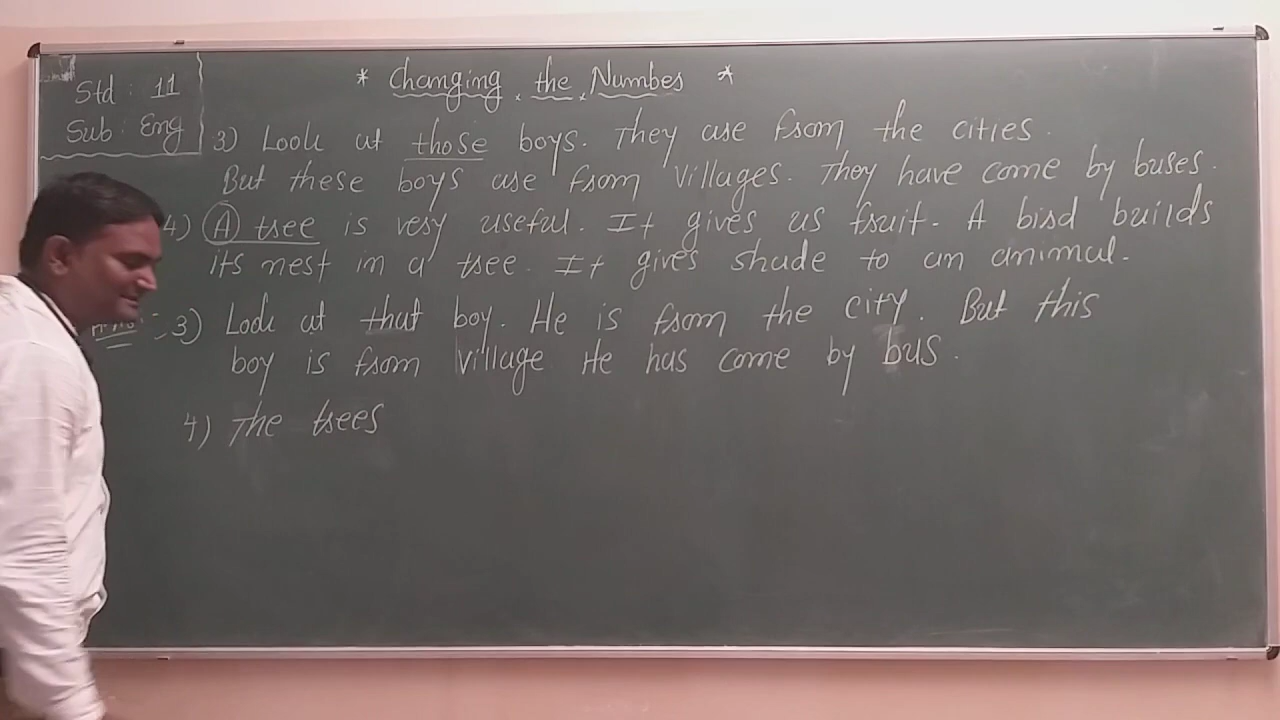 Std : 11
Sub : Eng
* Changing the Number *
3) Look at those boys. They are from the cities.
But these boys are from villages. They have come by buses.
4) A tree is very useful. It gives us fruit. A bird builds
its nest in a tree. It gives shade to an animal.
Ans : 3) Look at that boy. He is from the city. But this
boy is from village He has come by bus.
4) The trees